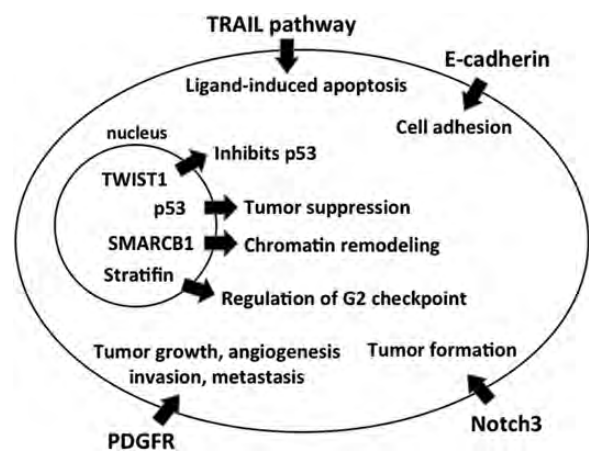 TRAIL pathway
E-cadherin
Ligand-induced apoptosis
Cell adhesion
nucleus
Inhibits p53
TWIST1
p53
Tumor suppression
SMARCB1
Chromatin remodeling
Stratifin
Regulation of G2 checkpoint
Tumor growth, angiogenesis
invasion, metastasis
Tumor formation
PDGFR
Notch3